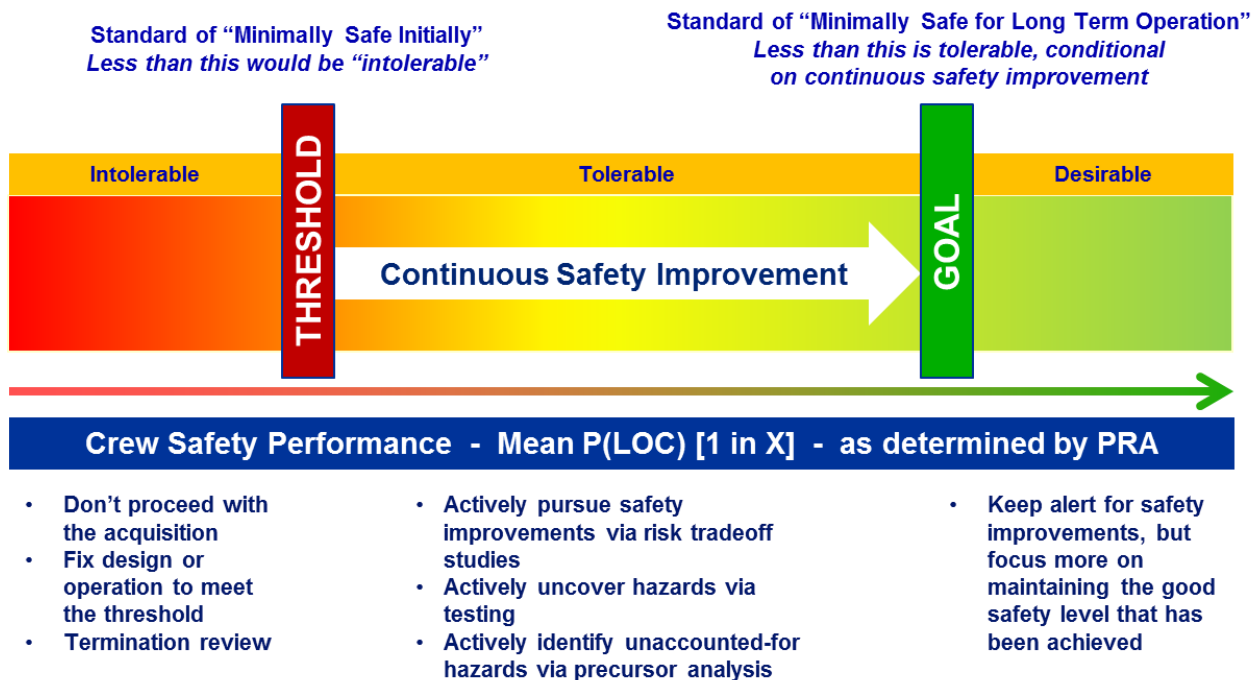 Standard of “Minimally Safe Initially”
Less than this would be “intolerable”
Standard of “Minimally Safe for Long Term Operation”
Less than this is tolerable, conditional
on continuous safety improvement
Intolerable
THRESHOLD
Tolerable
GOAL
Desirable
Continuous Safety Improvement
Crew Safety Performance - Mean P(LOC) [1 in X] - as determined by PRA
• Don’t proceed with
the acquisition
• Fix design or
operation to meet
the threshold
• Termination review
• Actively pursue safety
improvements via risk tradeoff
studies
• Actively uncover hazards via
testing
• Actively identify unaccounted-for
hazards via precursor analysis
• Keep alert for safety
improvements, but
focus more on
maintaining the good
safety level that has
been achieved